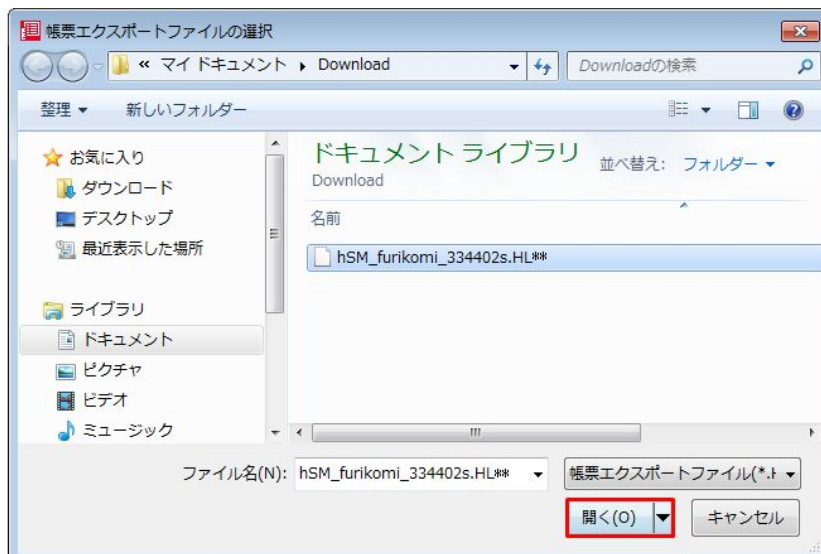 帳票エクスポートファイルの選択
« マイ ドキュメント ▸ Download
Downloadの検索
整理 ▼ 新しいフォルダー
お気に入り
ダウンロード
デスクトップ
最近表示した場所
ライブラリ
ドキュメント
ピクチャ
ビデオ
ミュージック
ドキュメント ライブラリ
Download
並べ替え: フォルダー ▼
名前
hSM_furikomi_334402s.HL**
ファイル名(N): hSM_furikomi_334402s.HL**
帳票エクスポートファイル(*.H
開く(O)
キャンセル